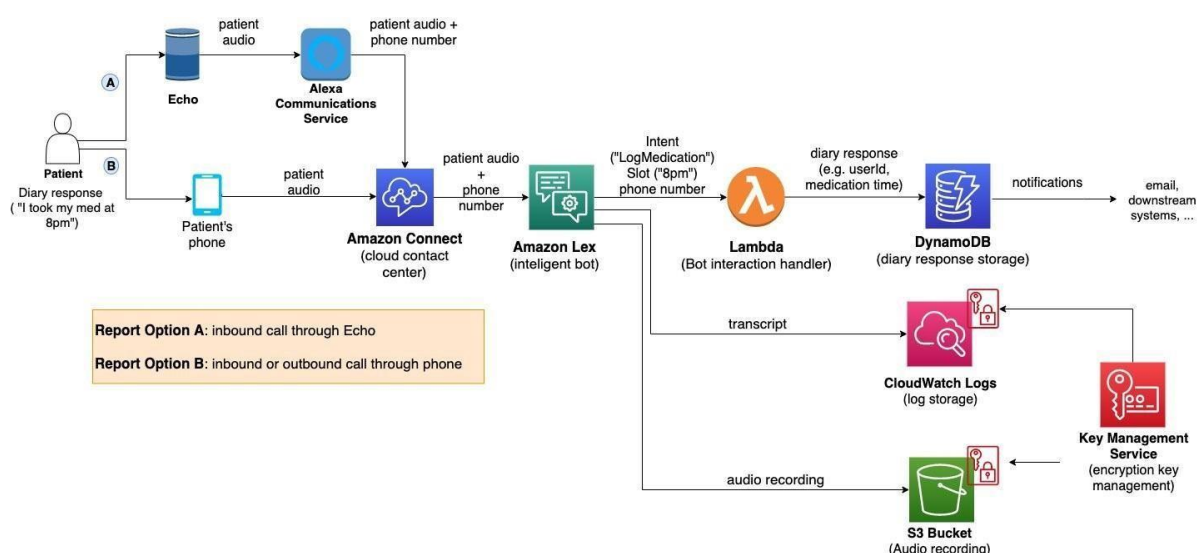 patient
audio
patient audio +
phone number
A
Echo
Alexa
Communications
Service
Patient
Diary response
( "I took my med at
8pm")
B
Patient's
phone
patient
audio
Amazon Connect
(cloud contact
center)
patient audio
+
phone
number
Amazon Lex
(inteligent bot)
Intent
("LogMedication")
Slot ("8pm")
phone number
Lambda
(Bot interaction handler)
diary response
(e.g. userId,
medication time)
DynamoDB
(diary response storage)
notifications
email,
downstream
systems, ...
Report Option A: inbound call through Echo
Report Option B: inbound or outbound call through phone
transcript
CloudWatch Logs
(log storage)
Key Management
Service
(encryption key
management)
audio recording
S3 Bucket
(Audio recording)